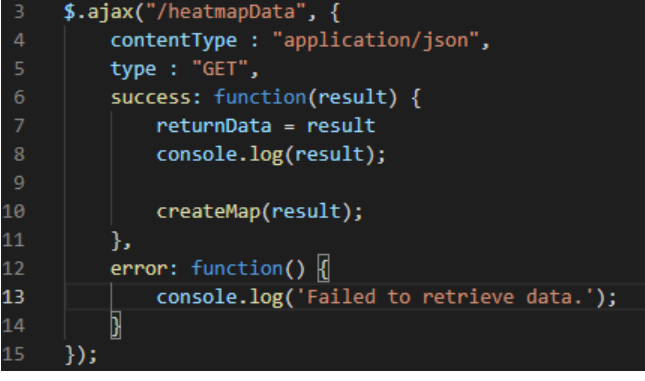 3 $.ajax("/heatmapData", {
4     contentType : "application/json",
5     type : "GET",
6     success: function(result) {
7         returnData = result
8         console.log(result);
9
10         createMap(result);
11     },
12     error: function() {
13         console.log('Failed to retrieve data.');
14     }
15 });